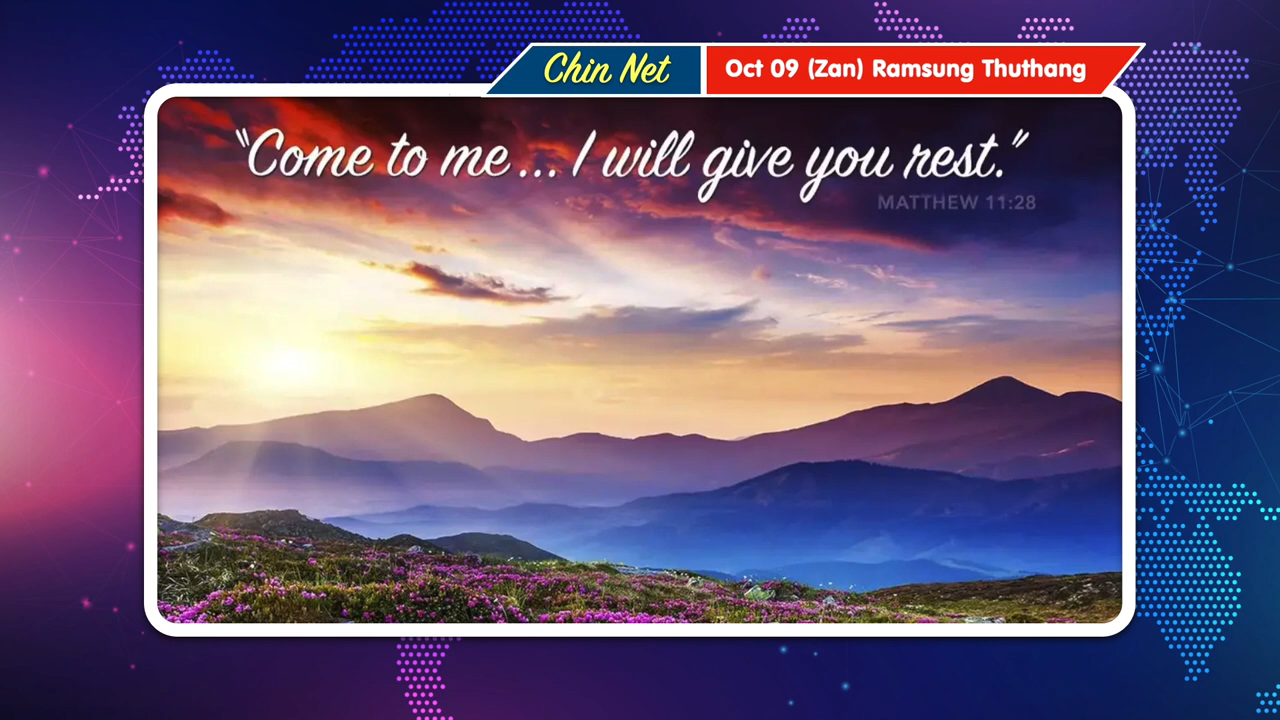 Chin Net
Oct 09 (Zan) Ramsung Thuthang
"Come to me ... I will give you rest."
MATTHEW 11:28